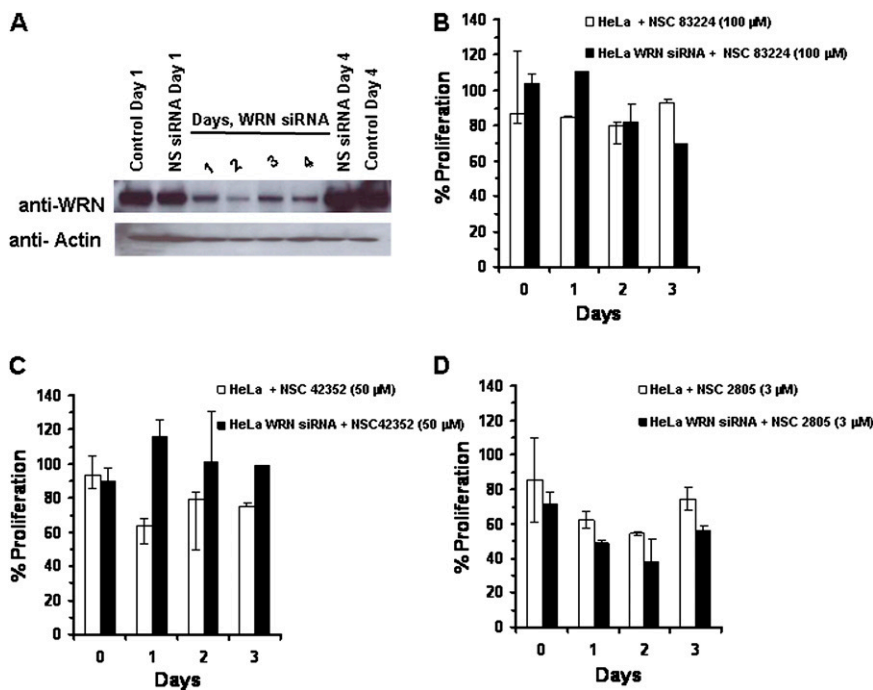 A
Control Day 1
NS siRNA Day 1
Days, WRN siRNA
1 2 3 4
NS siRNA Day 4
Control Day 4
anti-WRN
anti- Actin
B
HeLa + NSC 83224 (100 µM)
HeLa WRN siRNA + NSC 83224 (100 µM)
% Proliferation
140
120
100
80
60
40
20
0
0 1 2 3
Days
C
HeLa + NSC 42352 (50 µM)
HeLa WRN siRNA + NSC42352 (50 µM)
% Proliferation
140
120
100
80
60
40
20
0
0 1 2 3
Days
D
HeLa + NSC 2805 (3 µM)
HeLa WRN siRNA + NSC 2805 (3 µM)
% Proliferation
140
120
100
80
60
40
20
0
0 1 2 3
Days